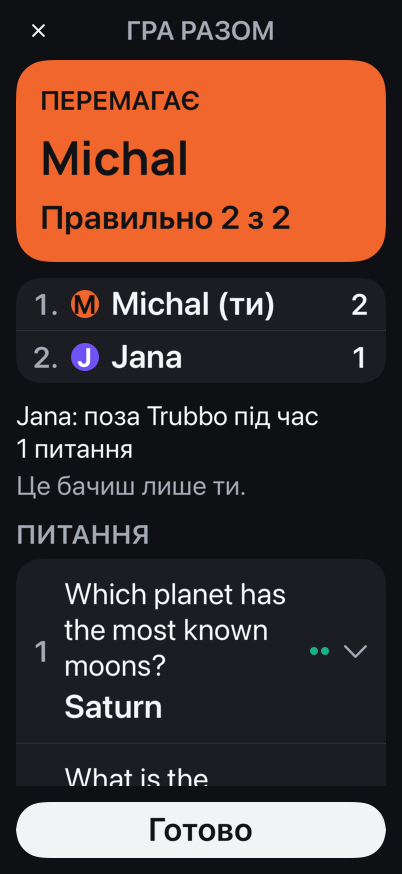 ГРА РАЗОМ
ПЕРЕМАГАЄ
Michal
Правильно 2 з 2
1. M Michal (ти) 2
2. J Jana 1
Jana: поза Trubbo під час
1 питання
Це бачиш лише ти.
ПИТАННЯ
Which planet has
the most known
1 moons?
Saturn
What is the
Готово